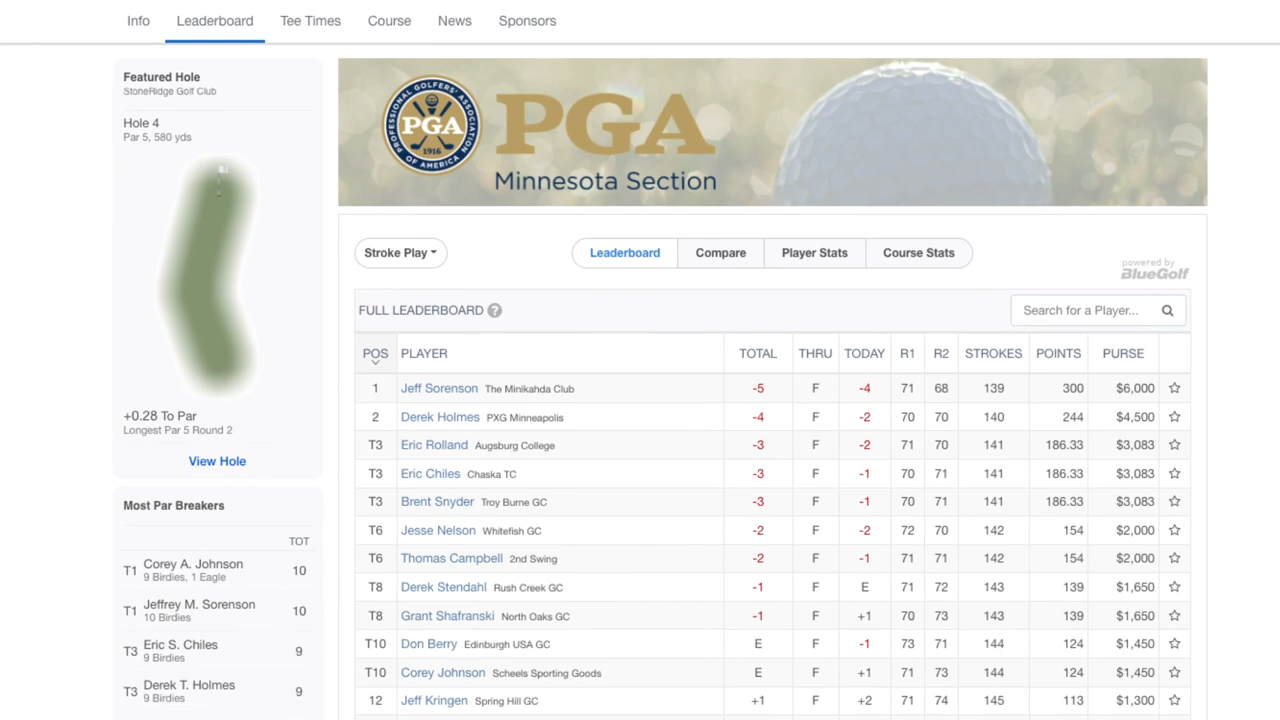 Info Leaderboard Tee Times Course News Sponsors
Featured Hole
StoneRidge Golf Club
Hole 4
Par 5, 580 yds
+0.28 To Par
Longest Par 5 Round 2
View Hole
Most Par Breakers
TOT
T1 Corey A. Johnson 10
9 Birdies, 1 Eagle
T1 Jeffrey M. Sorenson 10
10 Birdies
T3 Eric S. Chiles 9
9 Birdies
T3 Derek T. Holmes 9
9 Birdies
PROFESSIONAL GOLFERS' ASSOCIATION
PGA
1916
OF AMERICA
PGA
Minnesota Section
Stroke Play Leaderboard Compare Player Stats Course Stats
powered by
BlueGolf
FULL LEADERBOARD ? Search for a Player...
POS PLAYER TOTAL THRU TODAY R1 R2 STROKES POINTS PURSE
1 Jeff Sorenson The Minikahda Club -5 F -4 71 68 139 300 $6,000
2 Derek Holmes PXG Minneapolis -4 F -2 70 70 140 244 $4,500
T3 Eric Rolland Augsburg College -3 F -2 71 70 141 186.33 $3,083
T3 Eric Chiles Chaska TC -3 F -1 70 71 141 186.33 $3,083
T3 Brent Snyder Troy Burne GC -3 F -1 70 71 141 186.33 $3,083
T6 Jesse Nelson Whitefish GC -2 F -2 72 70 142 154 $2,000
T6 Thomas Campbell 2nd Swing -2 F -1 71 71 142 154 $2,000
T8 Derek Stendahl Rush Creek GC -1 F E 71 72 143 139 $1,650
T8 Grant Shafranski North Oaks GC -1 F +1 70 73 143 139 $1,650
T10 Don Berry Edinburgh USA GC E F -1 73 71 144 124 $1,450
T10 Corey Johnson Scheels Sporting Goods E F +1 71 73 144 124 $1,450
12 Jeff Kringen Spring Hill GC +1 F +2 71 74 145 113 $1,300